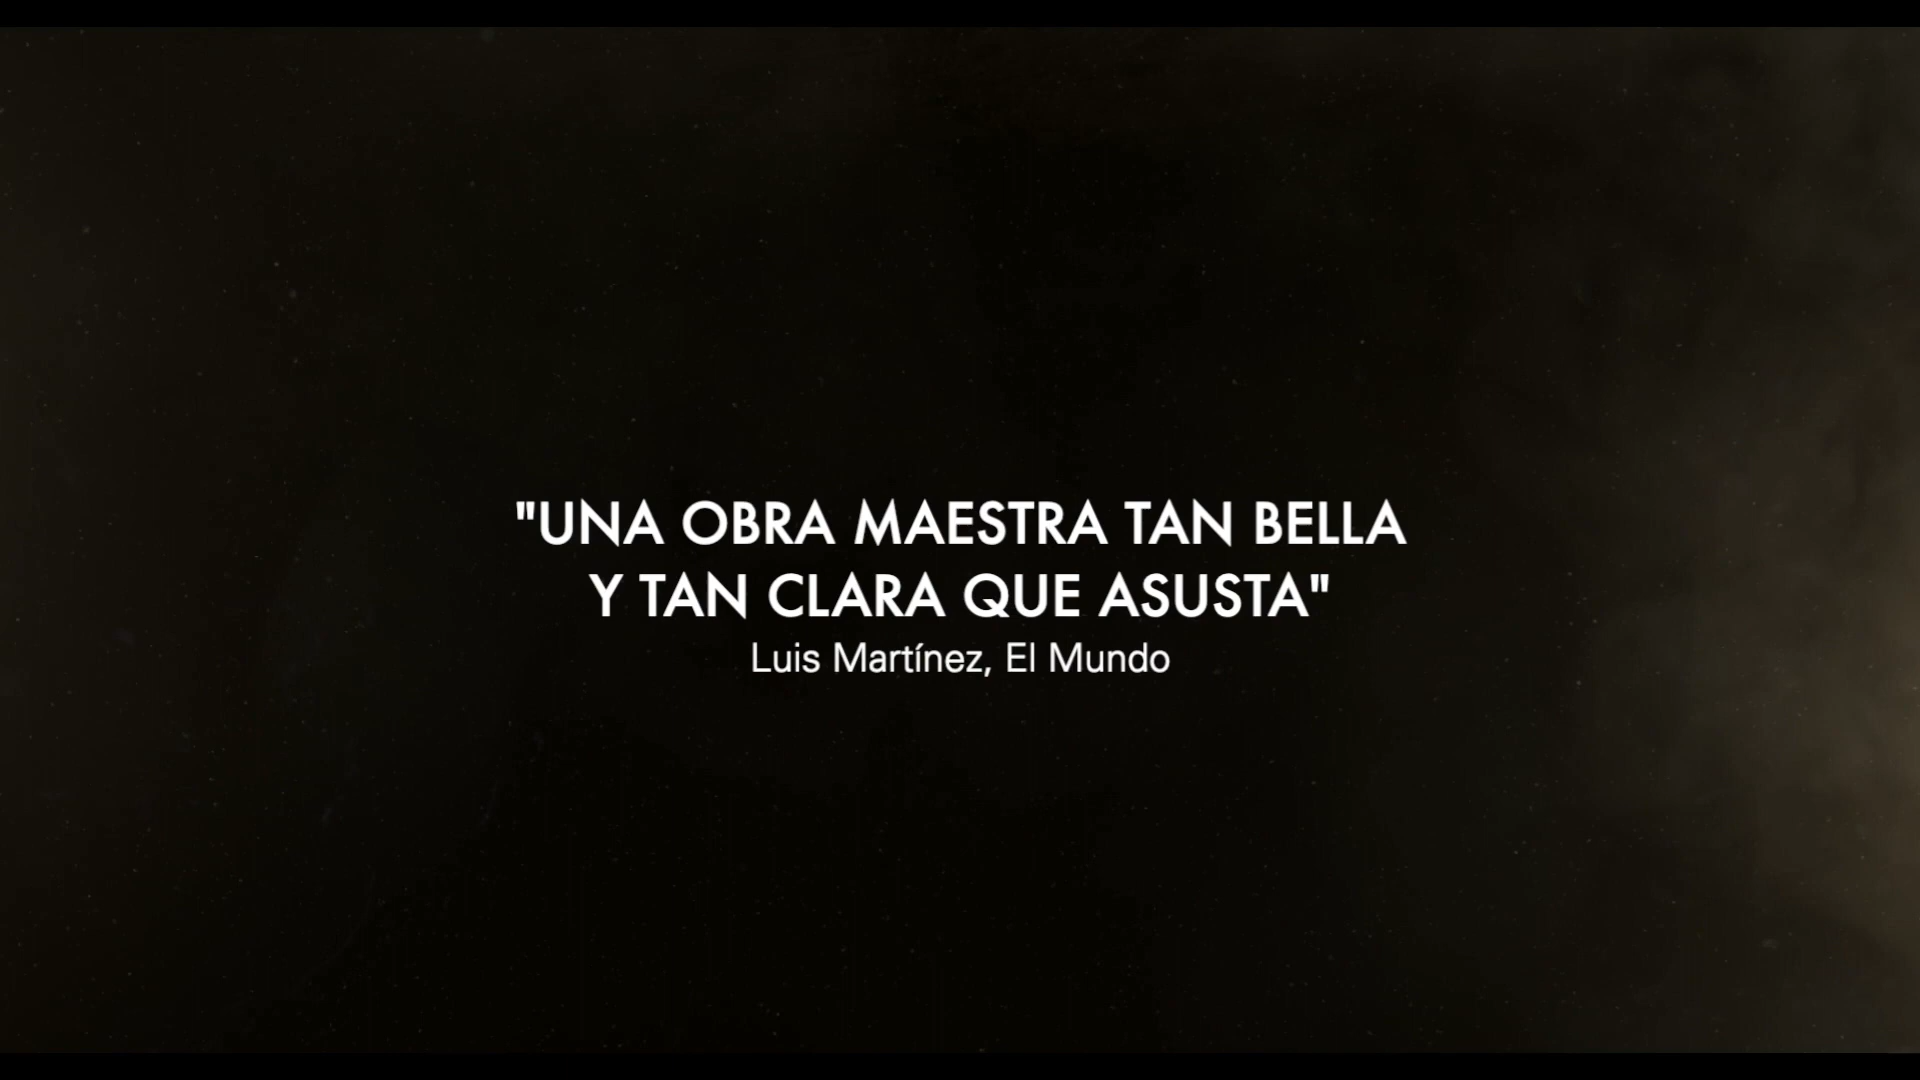 "UNA OBRA MAESTRA TAN BELLA
Y TAN CLARA QUE ASUSTA"
Luis Martínez, El Mundo